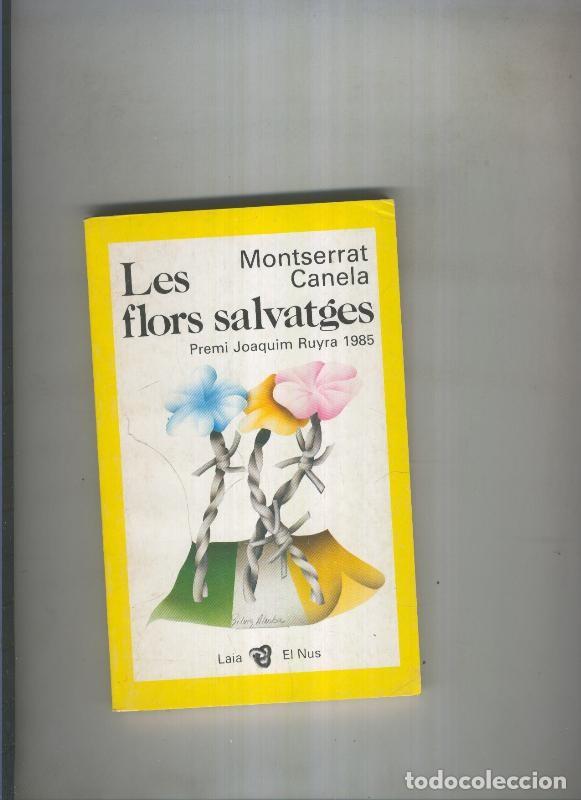 Les
Montserrat
Canela
flors salvatges
Premi Joaquim Ruyra 1985
Laia El Nus
todocoleccion